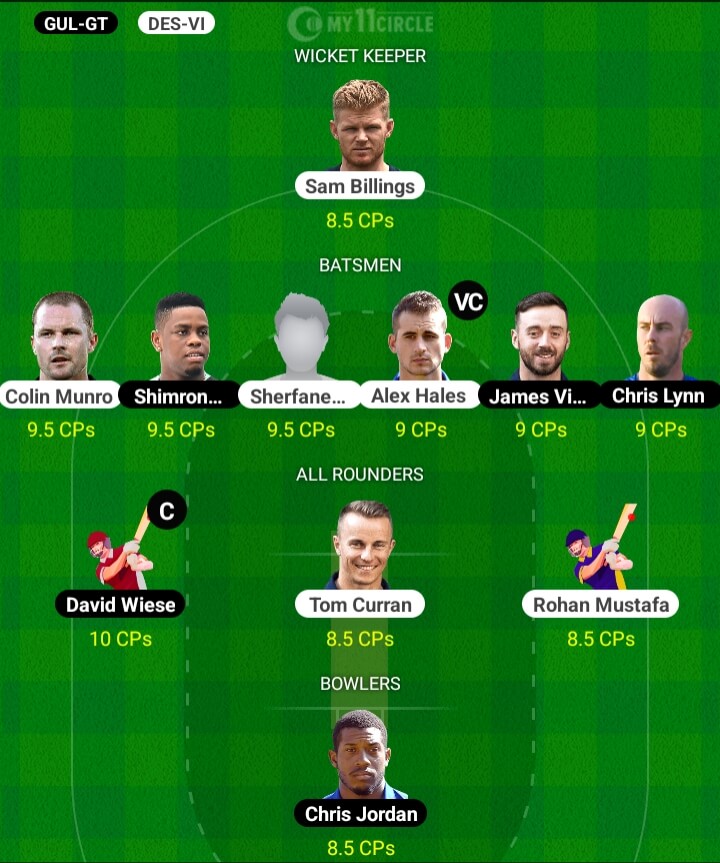 GUL-GT DES-VI MY11CIRCLE
WICKET KEEPER
Sam Billings
8.5 CPs
BATSMEN
VC
Colin Munro Shimron... Sherfane... Alex Hales James Vi... Chris Lynn
9.5 CPs 9.5 CPs 9.5 CPs 9 CPs 9 CPs 9 CPs
ALL ROUNDERS
C
David Wiese Tom Curran Rohan Mustafa
10 CPs 8.5 CPs 8.5 CPs
BOWLERS
Chris Jordan
8.5 CPs